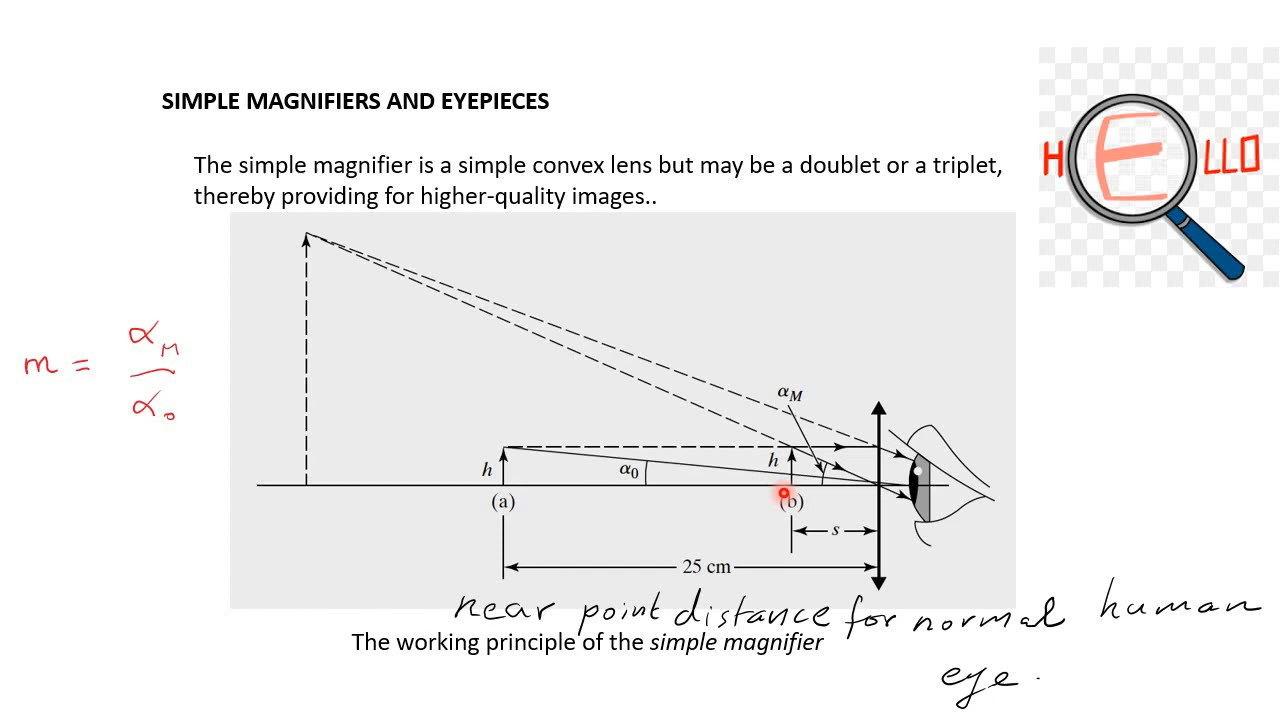 SIMPLE MAGNIFIERS AND EYEPIECES
HELLO
The simple magnifier is a simple convex lens but may be a doublet or a triplet,
thereby providing for higher-quality images..
m = αM / α0
αM
h
α0
h
(a)
(b)
s
25 cm
near point distance for normal human
eye.
The working principle of the simple magnifier